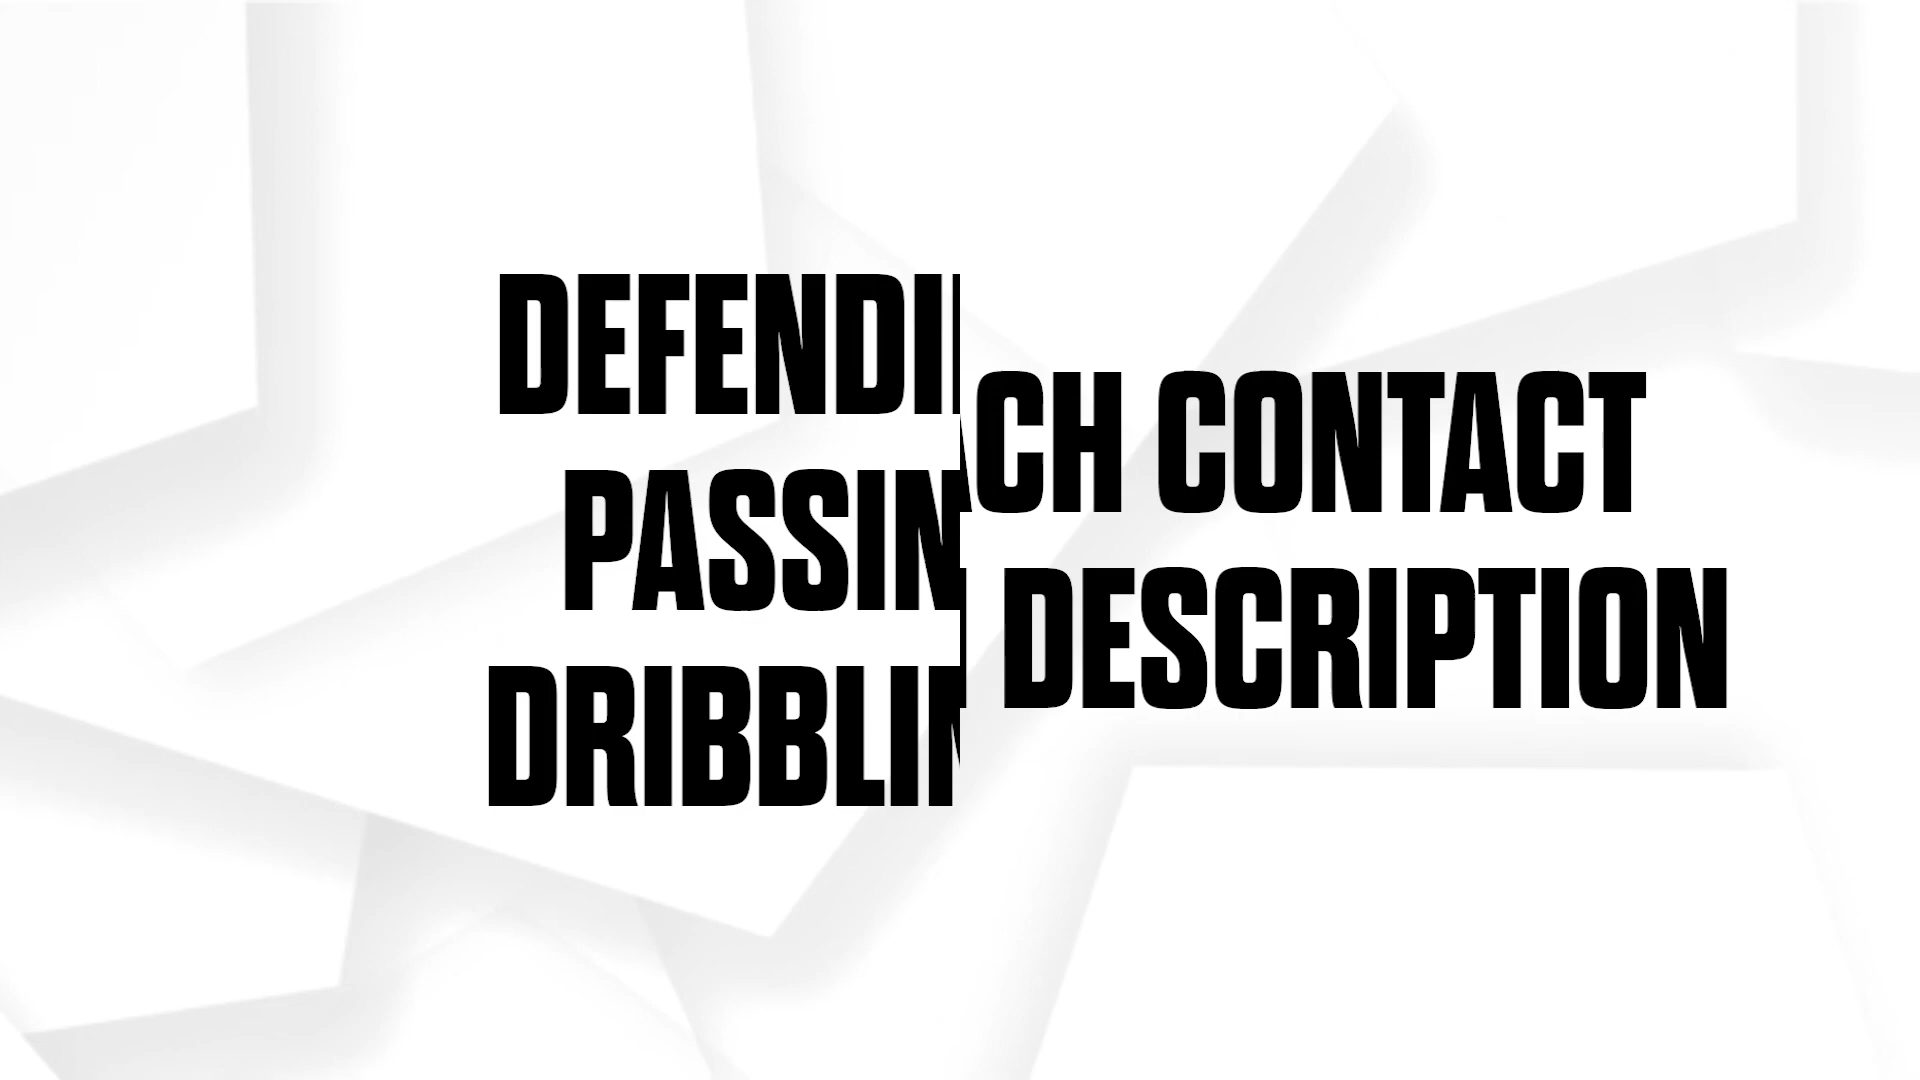 DEFENDI
PASSIN
DRIBBLIN
CH CONTACT
DESCRIPTION